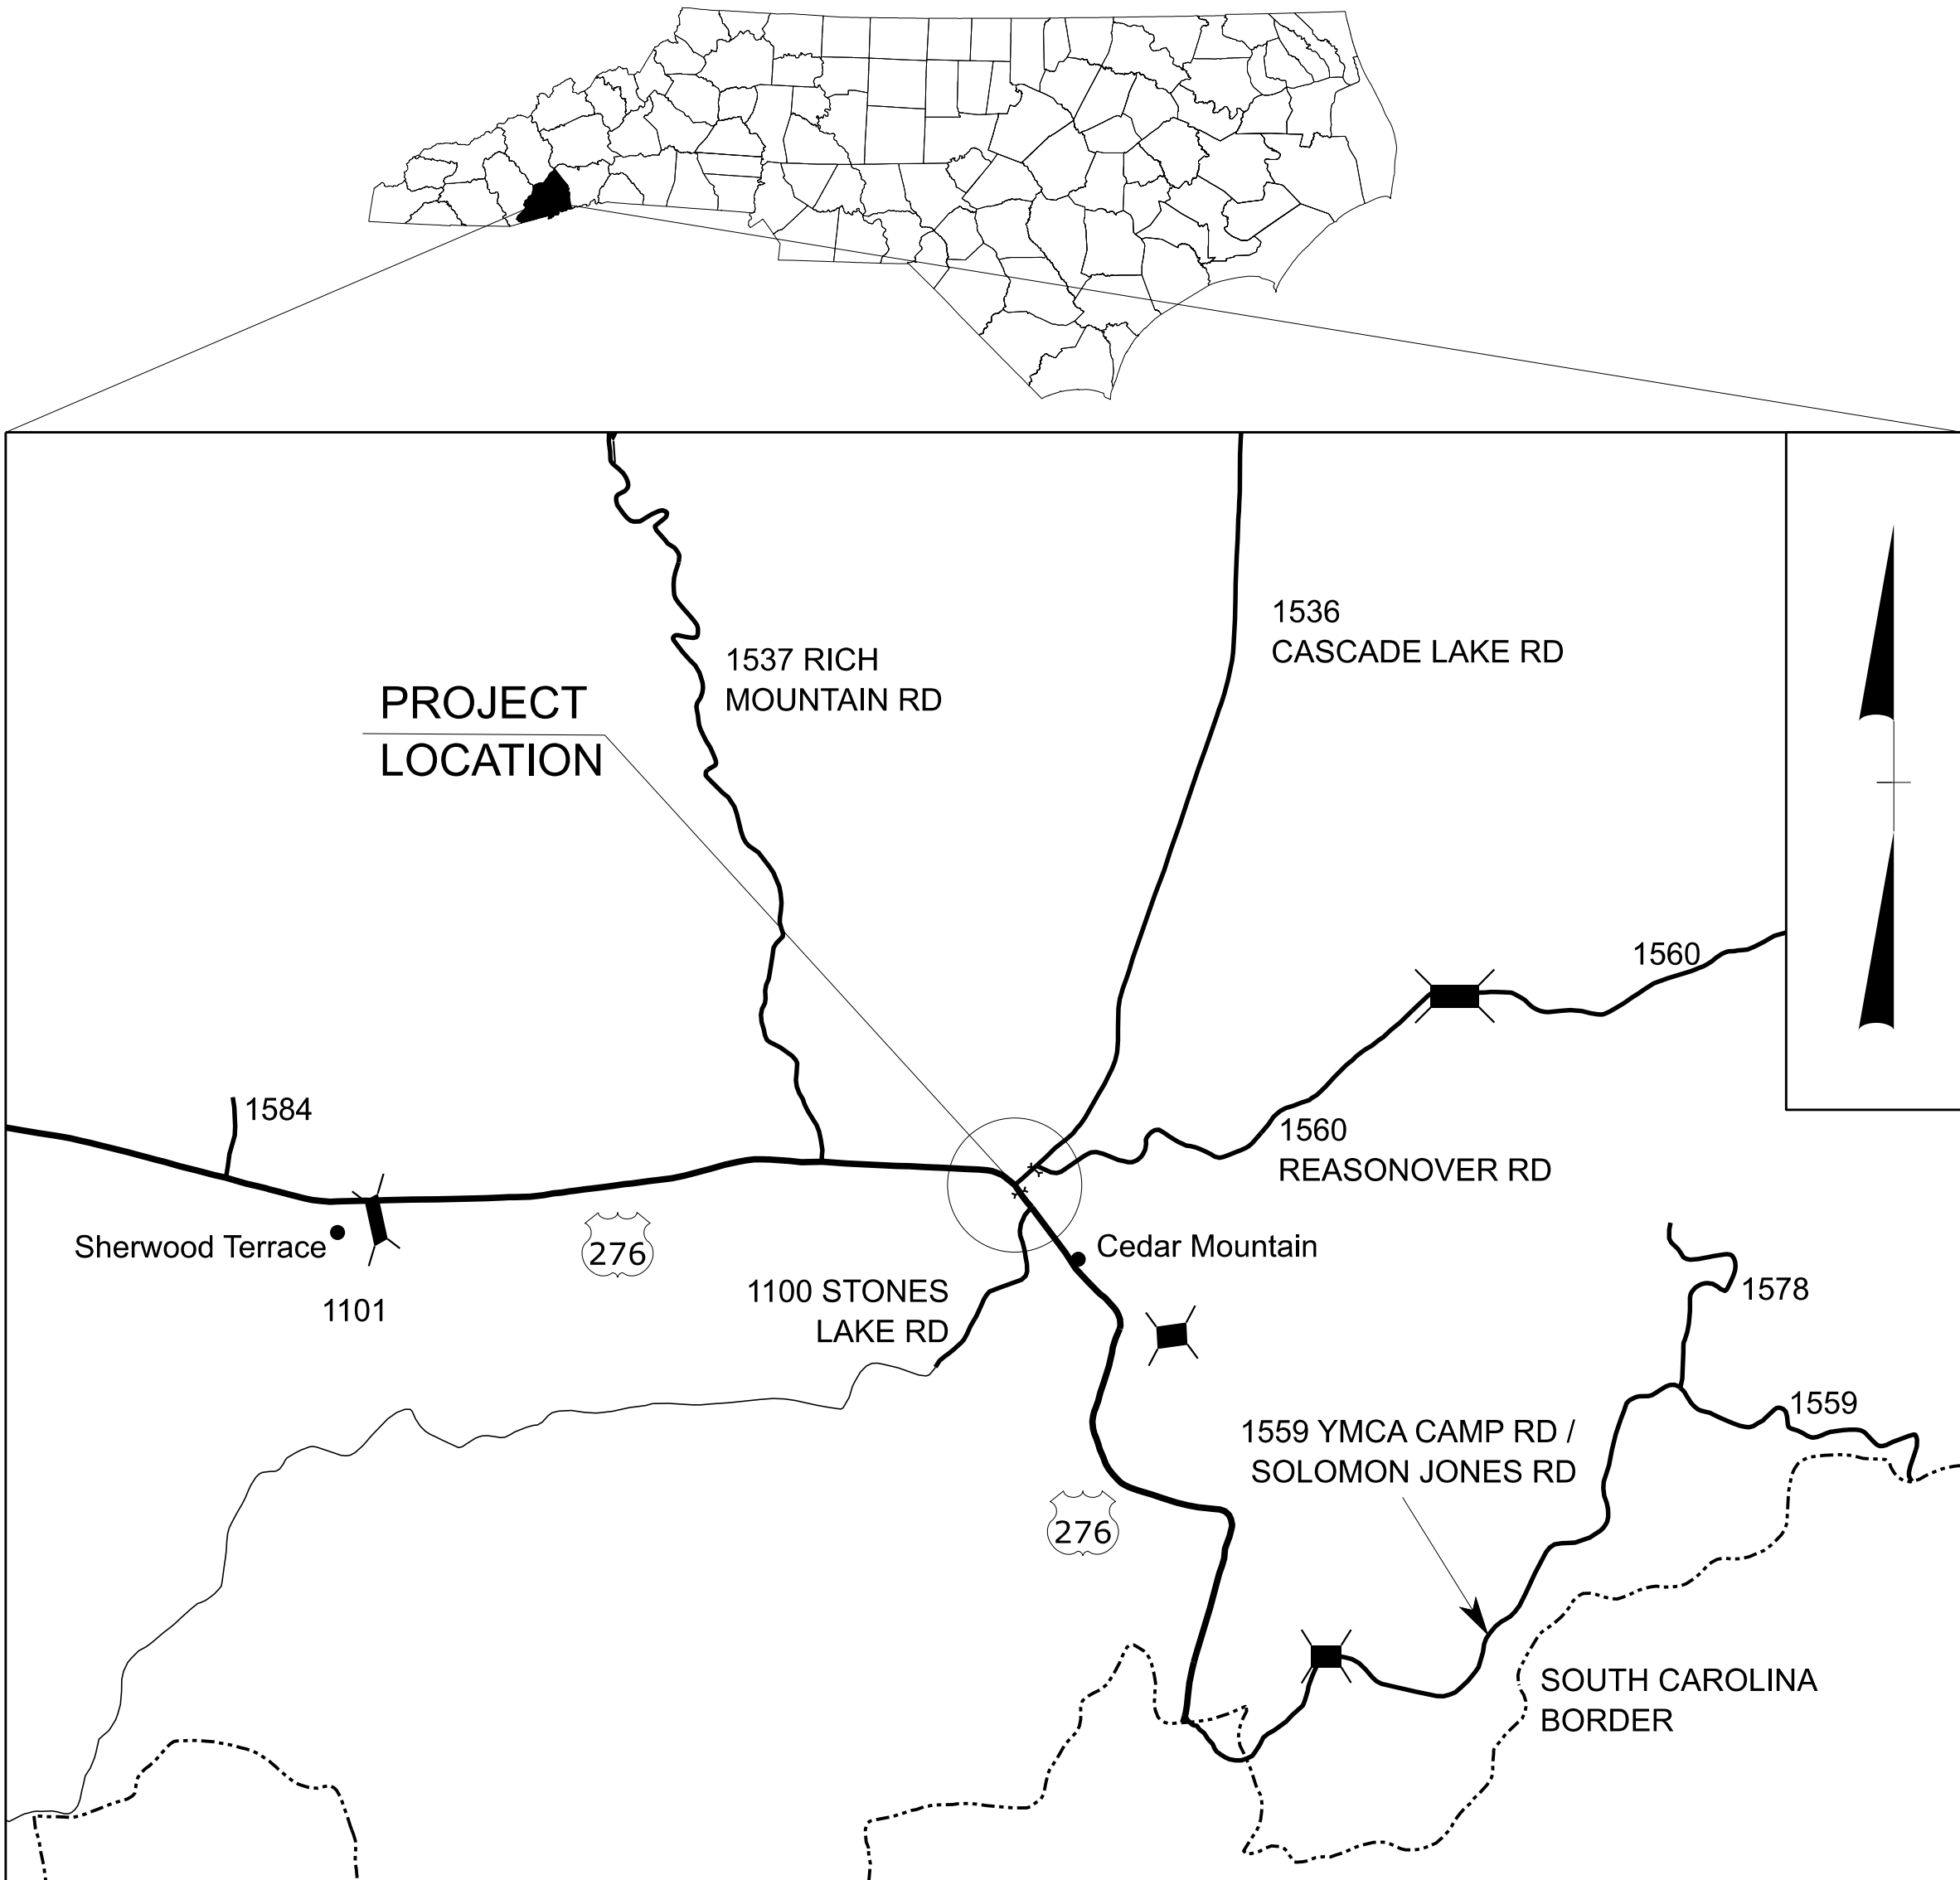 1536
CASCADE LAKE RD
1537 RICH
MOUNTAIN RD
PROJECT
LOCATION
1560
1584
1560
REASONOVER RD
Sherwood Terrace
276
Cedar Mountain
1101
1100 STONES
LAKE RD
1578
1559
1559 YMCA CAMP RD /
SOLOMON JONES RD
276
SOUTH CAROLINA
BORDER